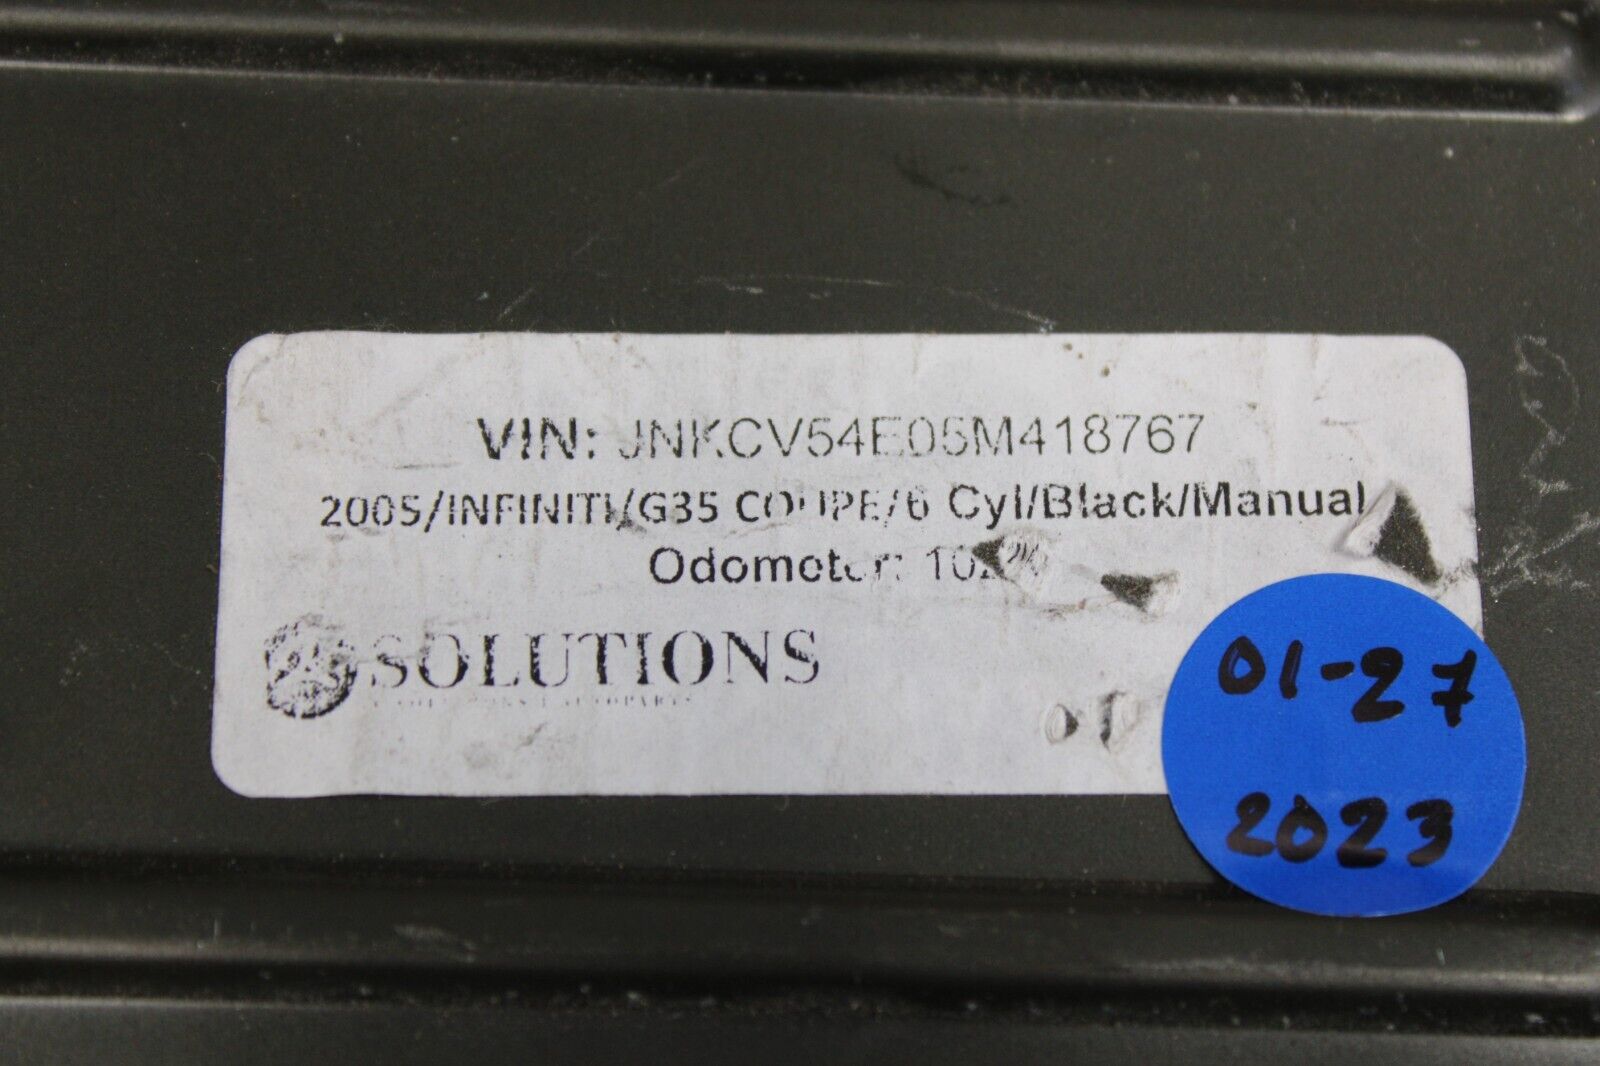 VIN: JNKCV54E05M418767
2005/INFINITI/G35 COUPE/6 Cyl/Black/Manual
Odometer:
SOLUTIONS
01-27
2023